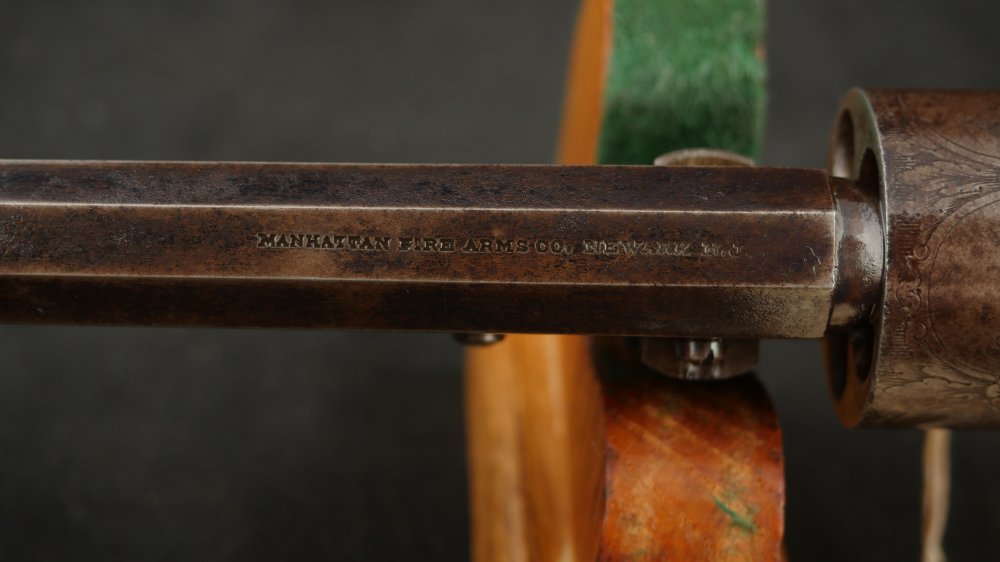 MANHATTAN FIRE ARMS CO, NEWARK N.J.